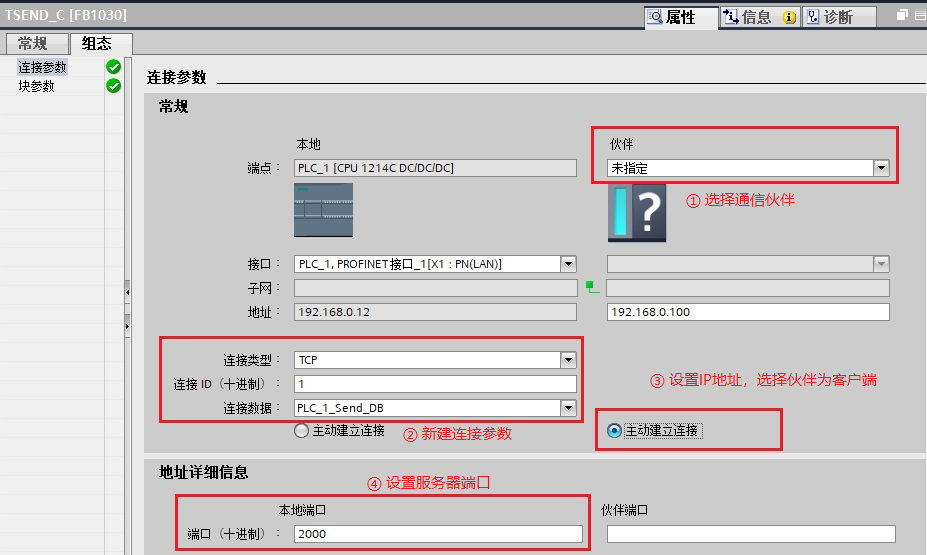 TSEND_C [FB1030]
属性
信息
诊断
常规
组态
连接参数
块参数
连接参数
常规
本地
伙伴
端点：
PLC_1 [CPU 1214C DC/DC/DC]
未指定
① 选择通信伙伴
接口：
PLC_1, PROFINET接口_1[X1 : PN(LAN)]
子网：
地址：
192.168.0.12
192.168.0.100
连接类型：
TCP
连接 ID（十进制）：
1
③ 设置IP地址，选择伙伴为客户端
连接数据：
PLC_1_Send_DB
主动建立连接
② 新建连接参数
主动建立连接
地址详细信息
④ 设置服务器端口
本地端口
伙伴端口
端口（十进制）：
2000